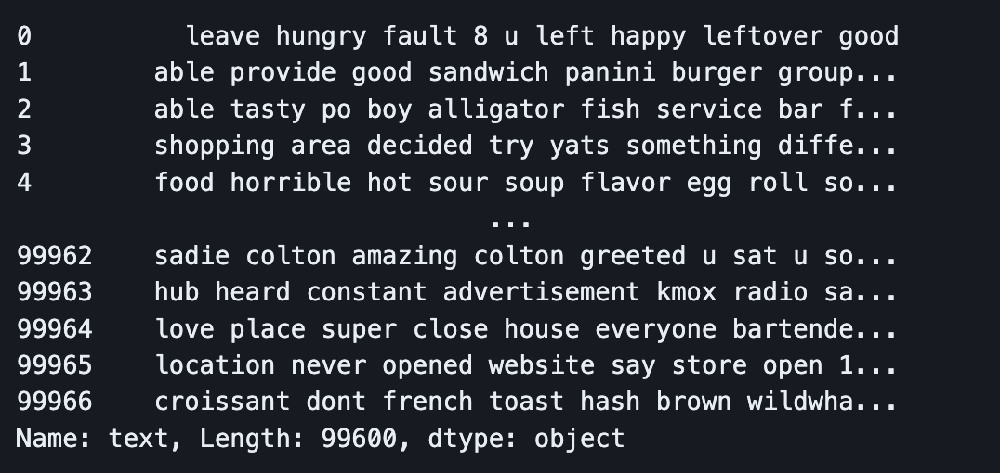 0 leave hungry fault 8 u left happy leftover good
1 able provide good sandwich panini burger group...
2 able tasty po boy alligator fish service bar f...
3 shopping area decided try yats something diffe...
4 food horrible hot sour soup flavor egg roll so...
...
99962 sadie colton amazing colton greeted u sat u so...
99963 hub heard constant advertisement kmox radio sa...
99964 love place super close house everyone bartende...
99965 location never opened website say store open 1...
99966 croissant dont french toast hash brown wildwha...
Name: text, Length: 99600, dtype: object